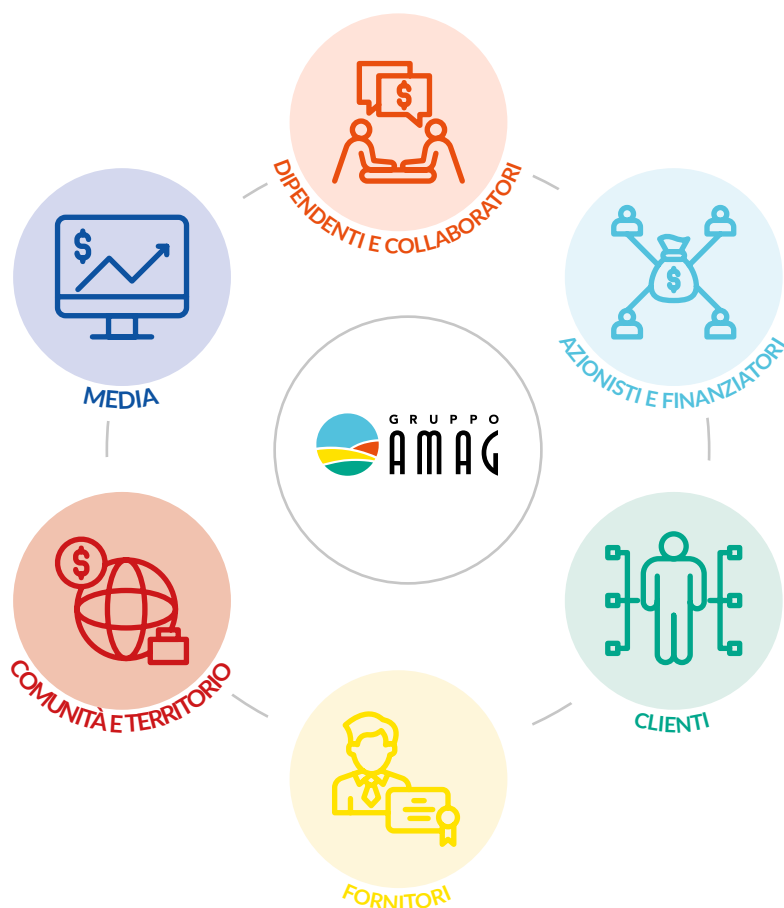 DIPENDENTI E COLLABORATORI
MEDIA
AZIONISTI E FINANZIATORI
GRUPPO
AMAG
COMUNITÀ E TERRITORIO
CLIENTI
FORNITORI